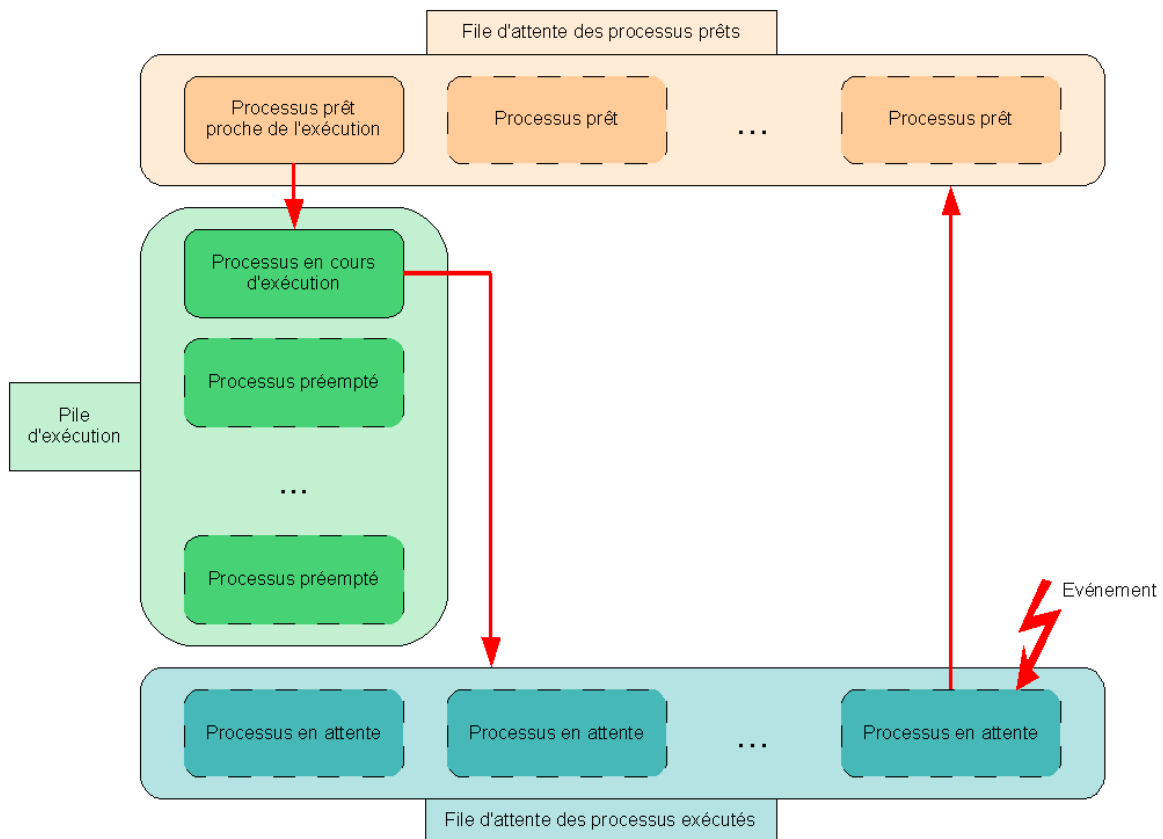 File d'attente des processus prêts
Processus prêt
proche de l'exécution
Processus prêt
...
Processus prêt
Processus en cours
d'exécution
Processus préempté
Pile
d'exécution
...
Processus préempté
Evénement
Processus en attente
Processus en attente
...
Processus en attente
File d'attente des processus exécutés